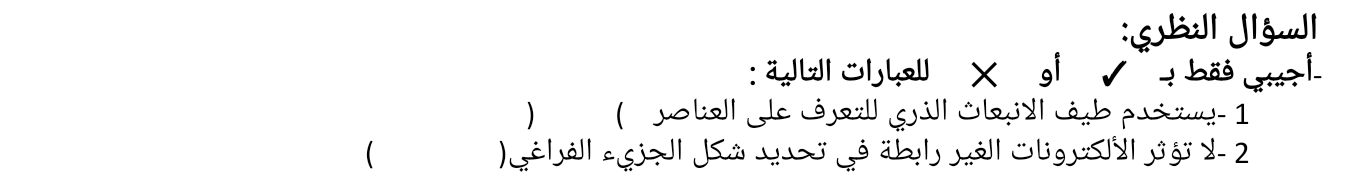 السؤال النظري:
-أجيبي فقط بـ ✓ أو × للعبارات التالية :
1 -يستخدم طيف الانبعاث الذري للتعرف على العناصر ( )
2 -لا تؤثر الألكترونات الغير رابطة في تحديد شكل الجزيء الفراغي( )